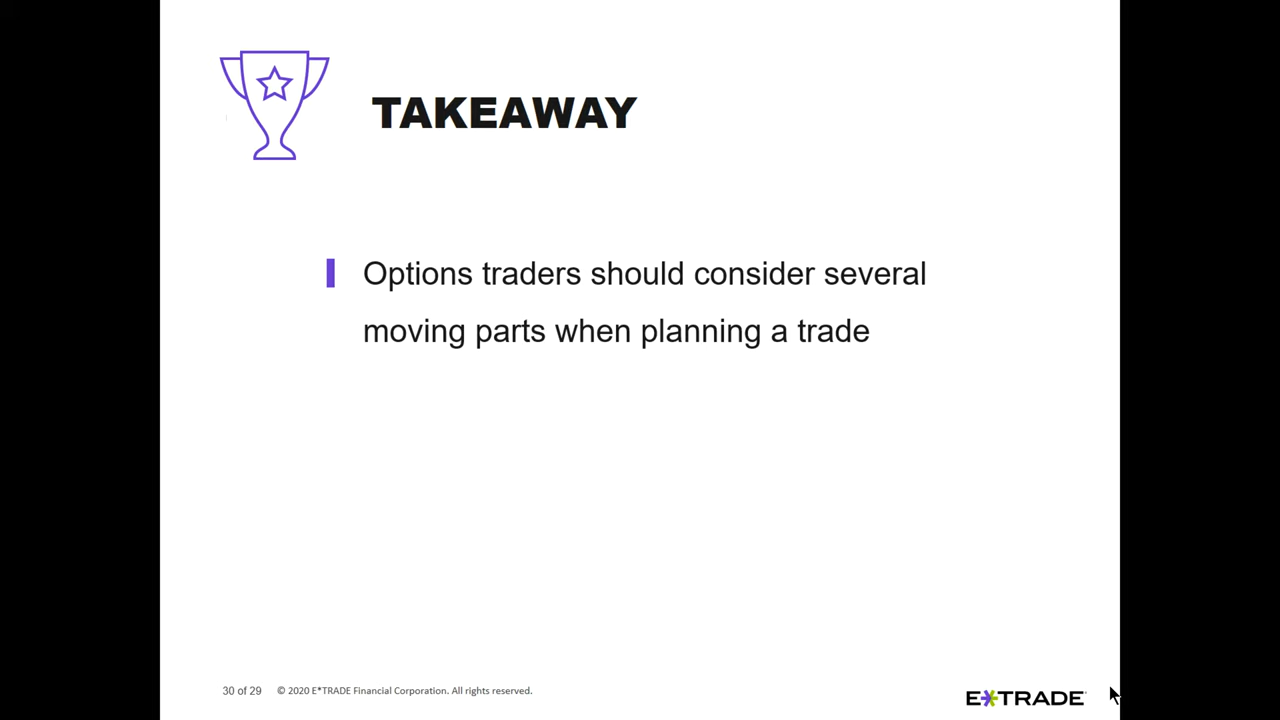 TAKEAWAY
Options traders should consider several
moving parts when planning a trade
30 of 29 © 2020 E*TRADE Financial Corporation. All rights reserved.
E*TRADE